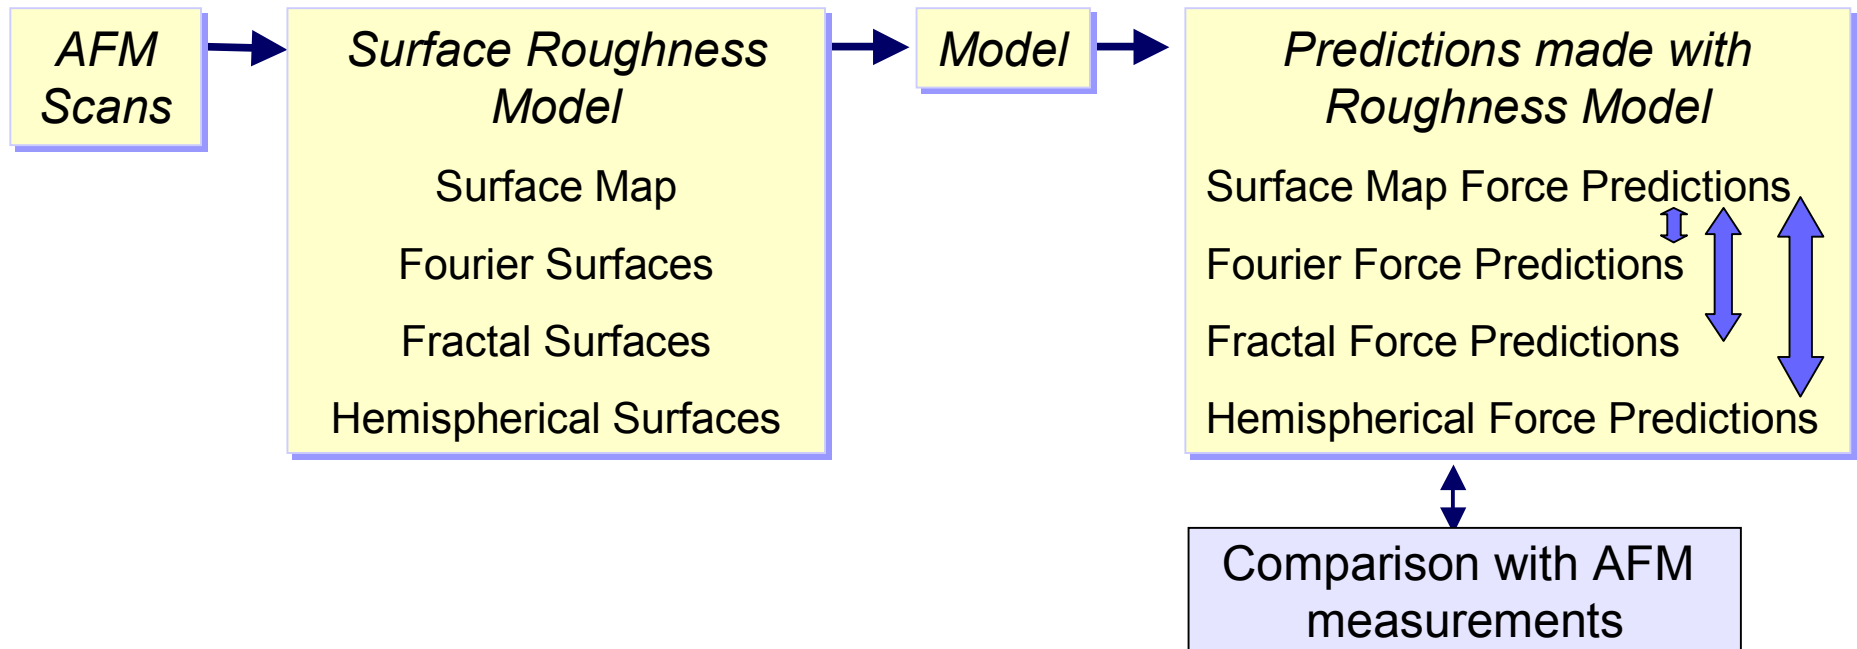 AFM
Scans
Surface Roughness
Model
Surface Map
Fourier Surfaces
Fractal Surfaces
Hemispherical Surfaces
Model
Predictions made with
Roughness Model
Surface Map Force Predictions
Fourier Force Predictions
Fractal Force Predictions
Hemispherical Force Predictions
Comparison with AFM
measurements